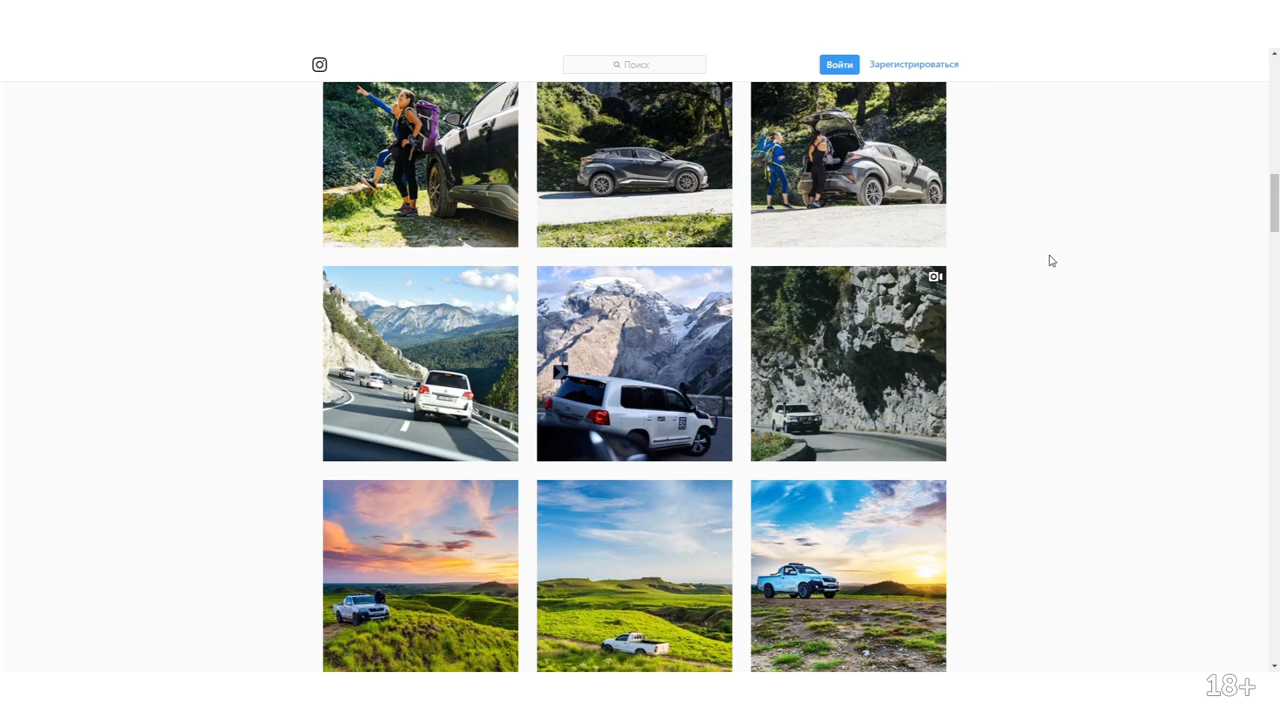 Поиск
Войти
Зарегистрироваться
18+